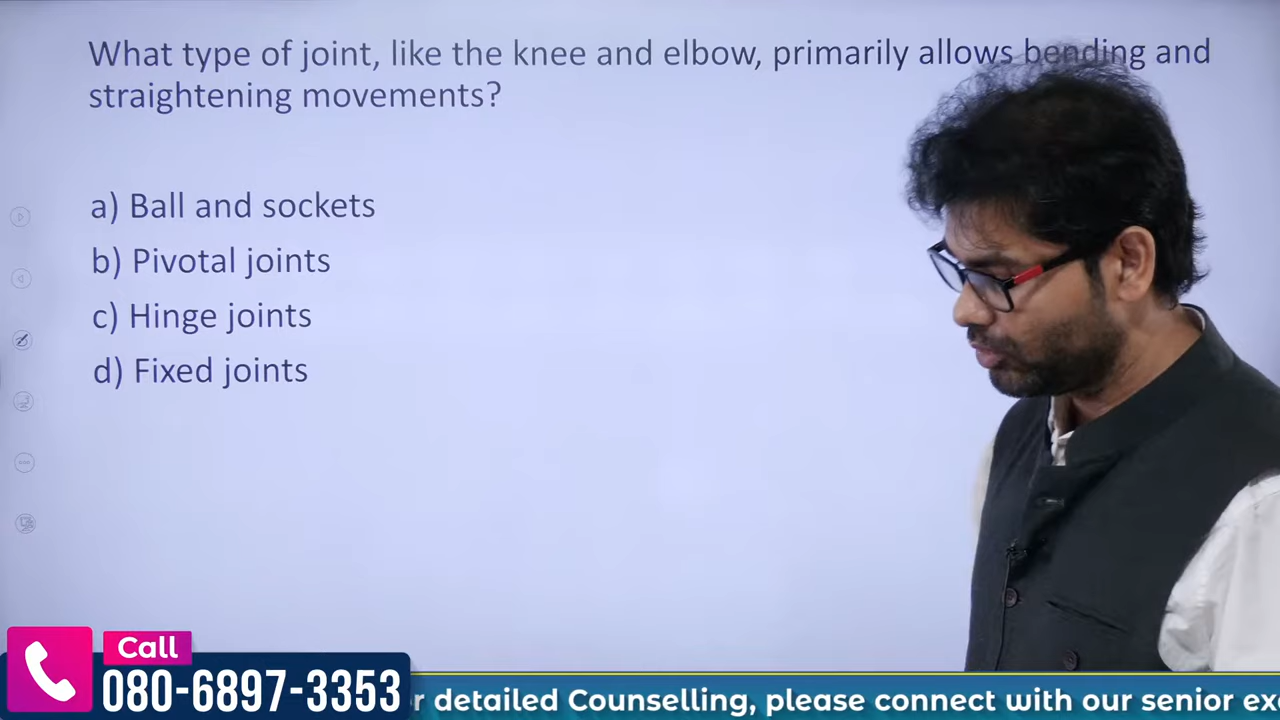 What type of joint, like the knee and elbow, primarily allows bending and
straightening movements?
a) Ball and sockets
b) Pivotal joints
c) Hinge joints
d) Fixed joints
Call
080-6897-3353
r detailed Counselling, please connect with our senior ex